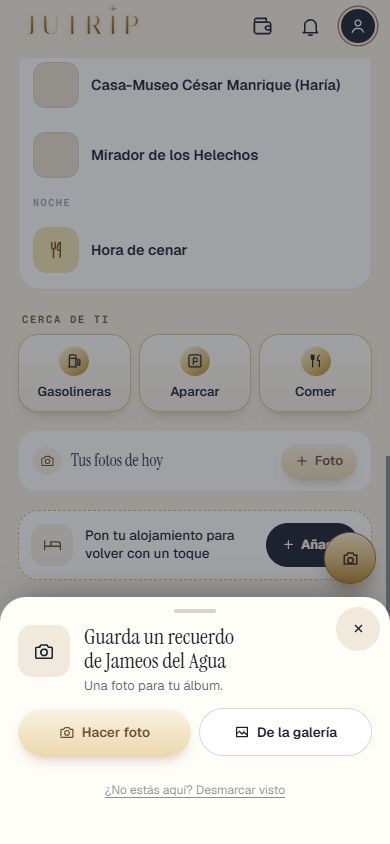 JUTRIP
Casa-Museo César Manrique (Haría)
Mirador de los Helechos
NOCHE
Hora de cenar
CERCA DE TI
Gasolineras
Aparcar
Comer
Tus fotos de hoy
+ Foto
Pon tu alojamiento para
volver con un toque
Guarda un recuerdo
de Jameos del Agua
Una foto para tu álbum.
Hacer foto
De la galería
¿No estás aquí? Desmarcar visto